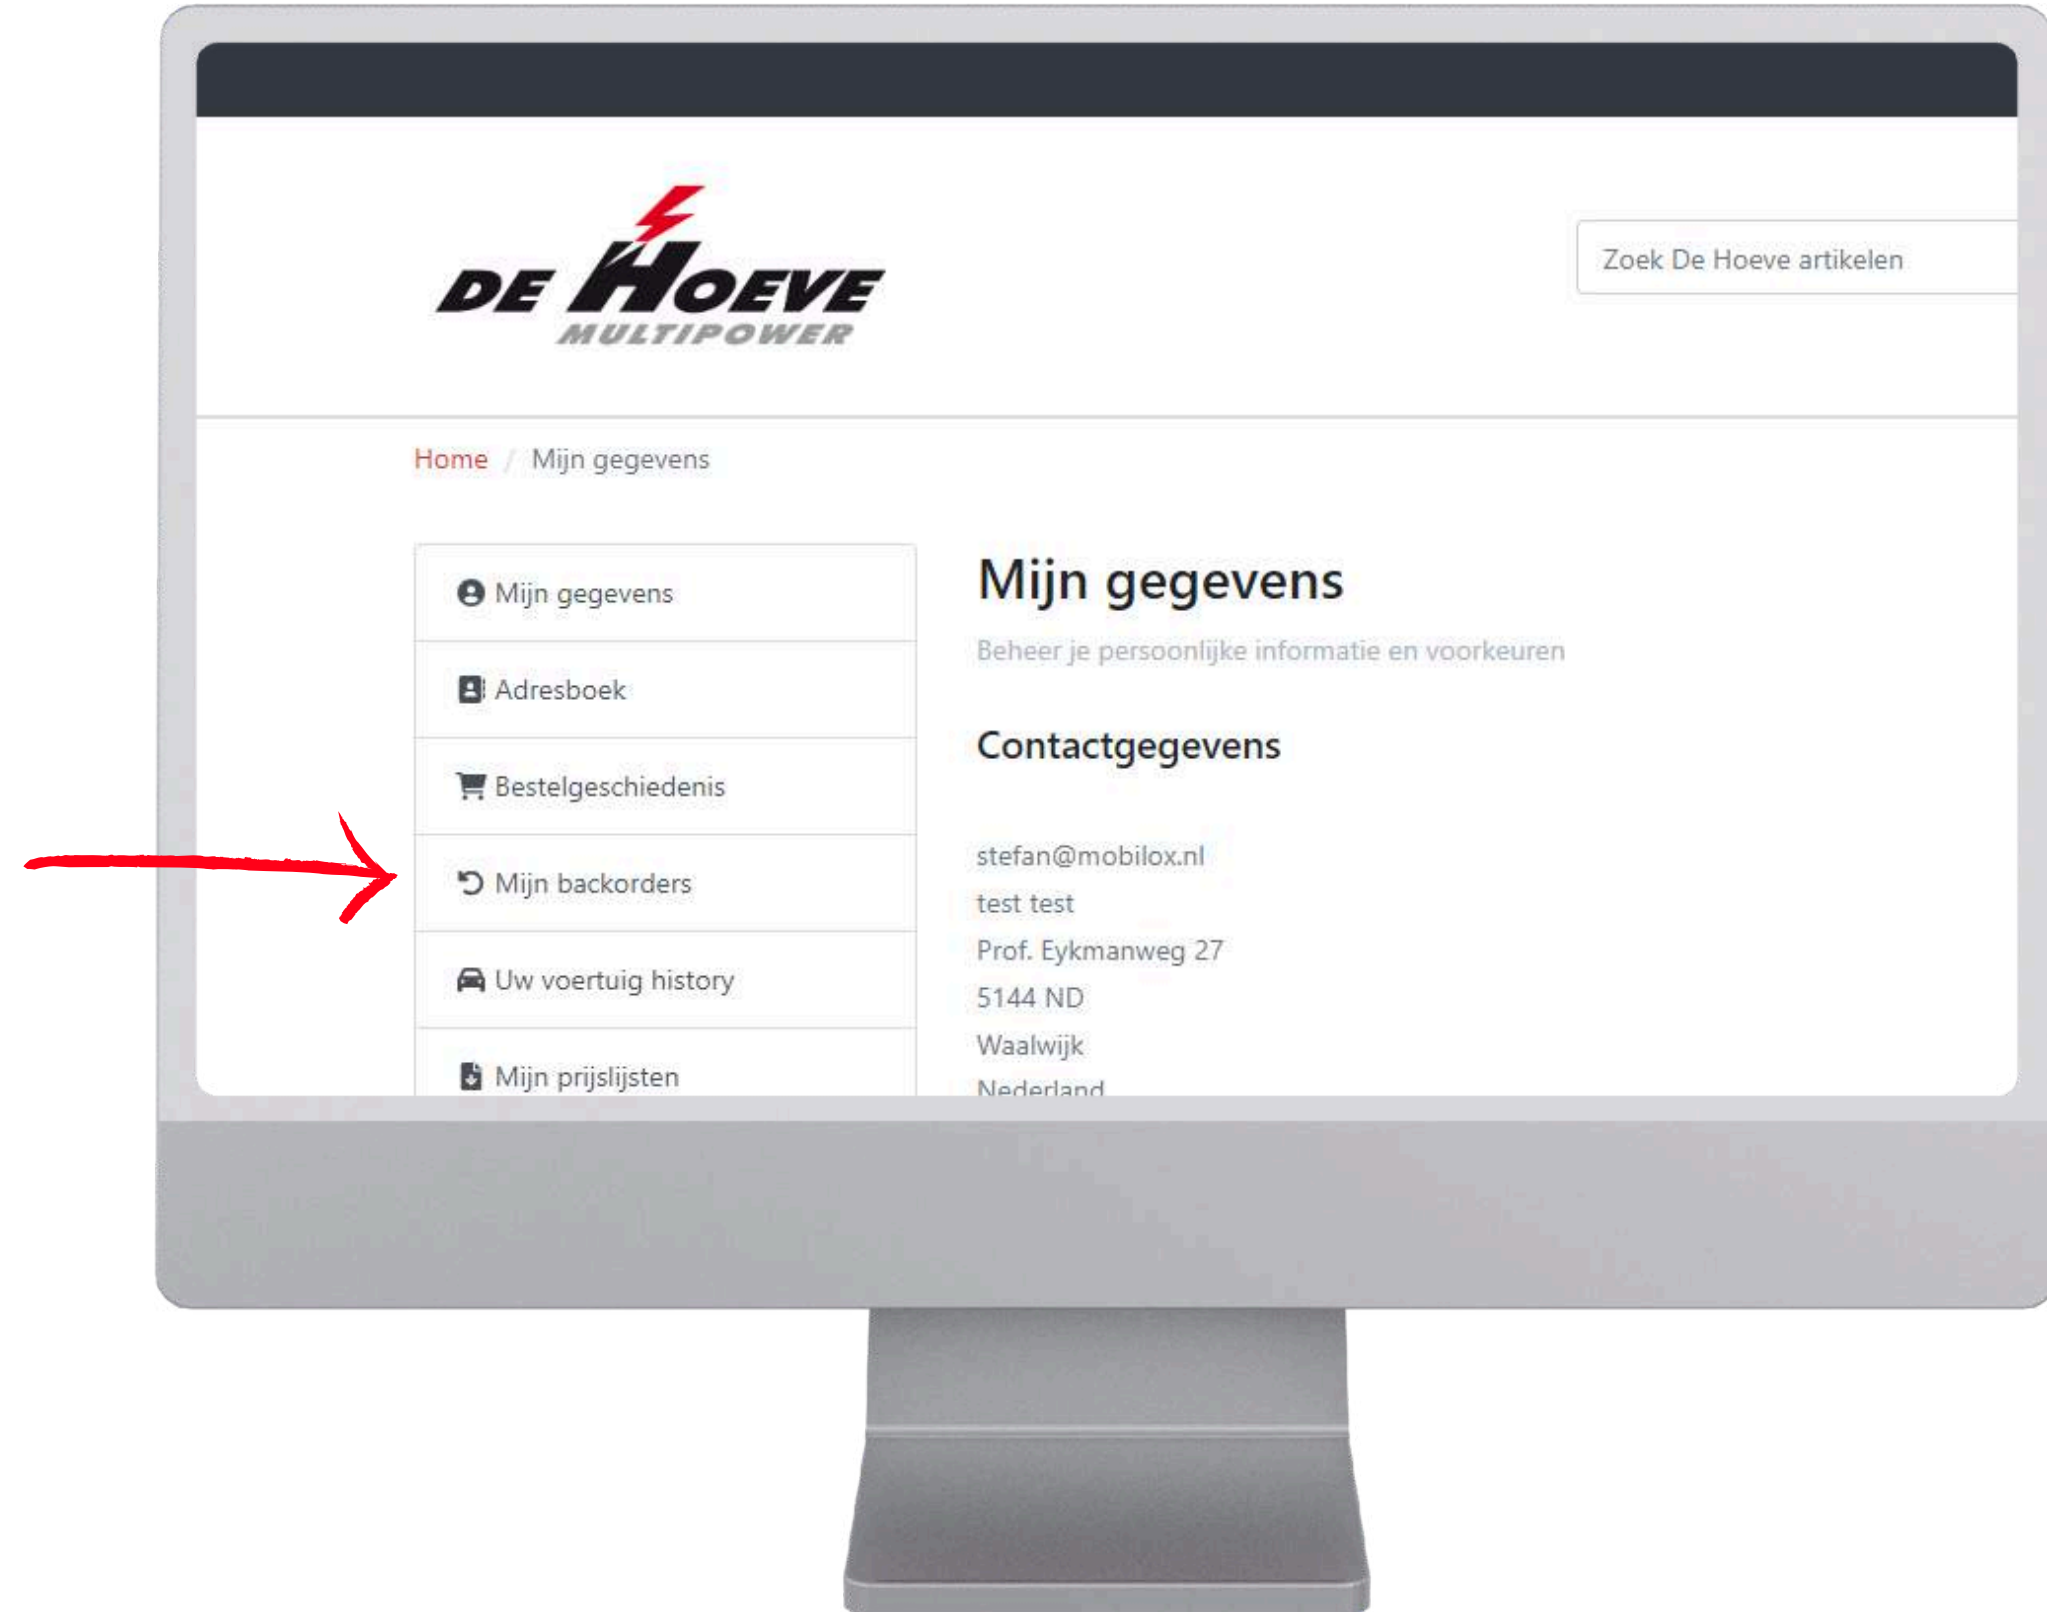 DE HOEVE
MULTIPOWER
Zoek De Hoeve artikelen
Home / Mijn gegevens
Mijn gegevens
Adresboek
Bestelgeschiedenis
Mijn backorders
Uw voertuig history
Mijn prijslijsten
Mijn gegevens
Beheer je persoonlijke informatie en voorkeuren
Contactgegevens
stefan@mobilox.nl
test test
Prof. Eykmanweg 27
5144 ND
Waalwijk
Nederland